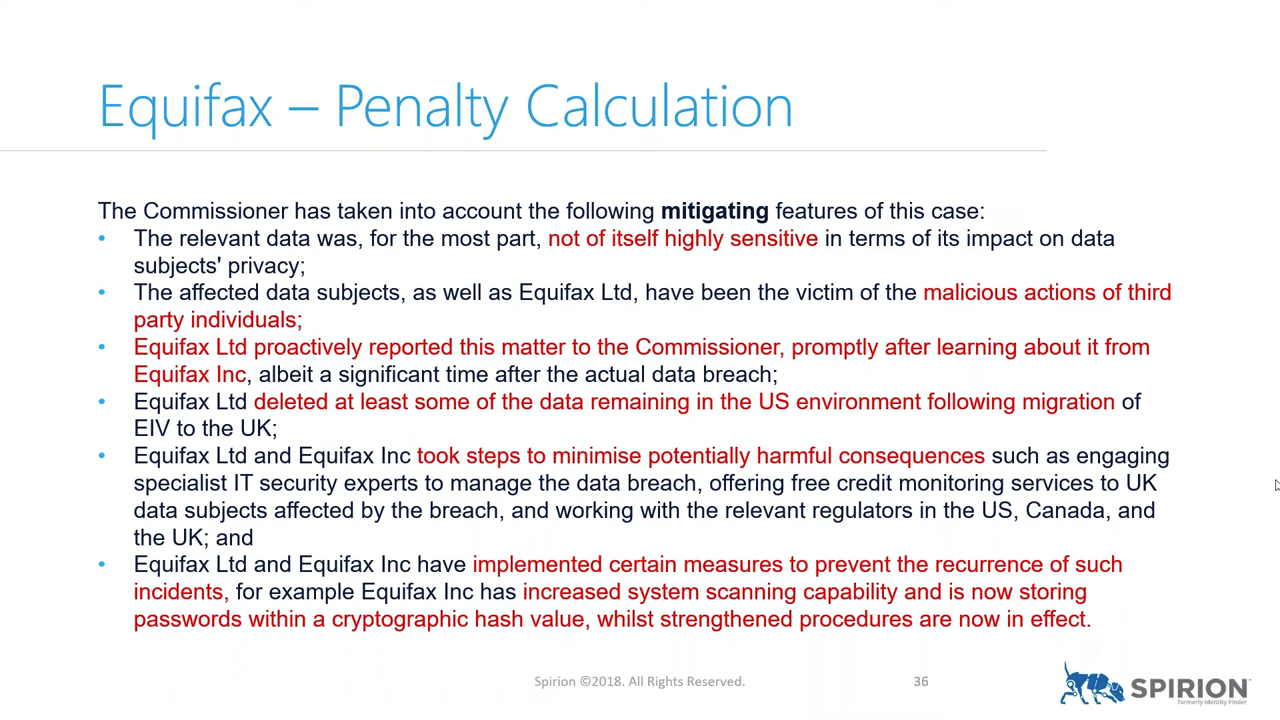 Equifax – Penalty Calculation
The Commissioner has taken into account the following mitigating features of this case:
• The relevant data was, for the most part, not of itself highly sensitive in terms of its impact on data
subjects' privacy;
• The affected data subjects, as well as Equifax Ltd, have been the victim of the malicious actions of third
party individuals;
• Equifax Ltd proactively reported this matter to the Commissioner, promptly after learning about it from
Equifax Inc, albeit a significant time after the actual data breach;
• Equifax Ltd deleted at least some of the data remaining in the US environment following migration of
EIV to the UK;
• Equifax Ltd and Equifax Inc took steps to minimise potentially harmful consequences such as engaging
specialist IT security experts to manage the data breach, offering free credit monitoring services to UK
data subjects affected by the breach, and working with the relevant regulators in the US, Canada, and
the UK; and
• Equifax Ltd and Equifax Inc have implemented certain measures to prevent the recurrence of such
incidents, for example Equifax Inc has increased system scanning capability and is now storing
passwords within a cryptographic hash value, whilst strengthened procedures are now in effect.
Spirion ©2018. All Rights Reserved.
36
SPIRION
formerly Identity Finder